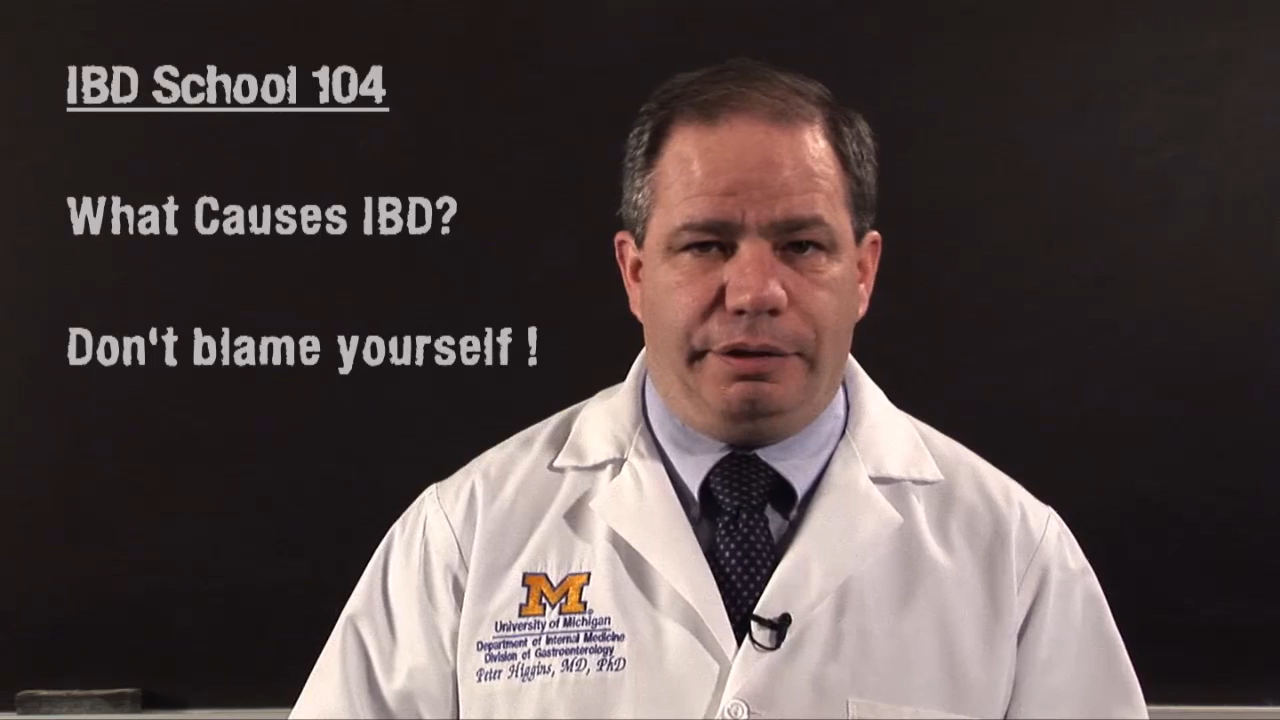 IBD School 104
What Causes IBD?
Don't blame yourself !
M
University of Michigan
Department of Internal Medicine
Division of Gastroenterology
Peter Higgins, MD, PhD